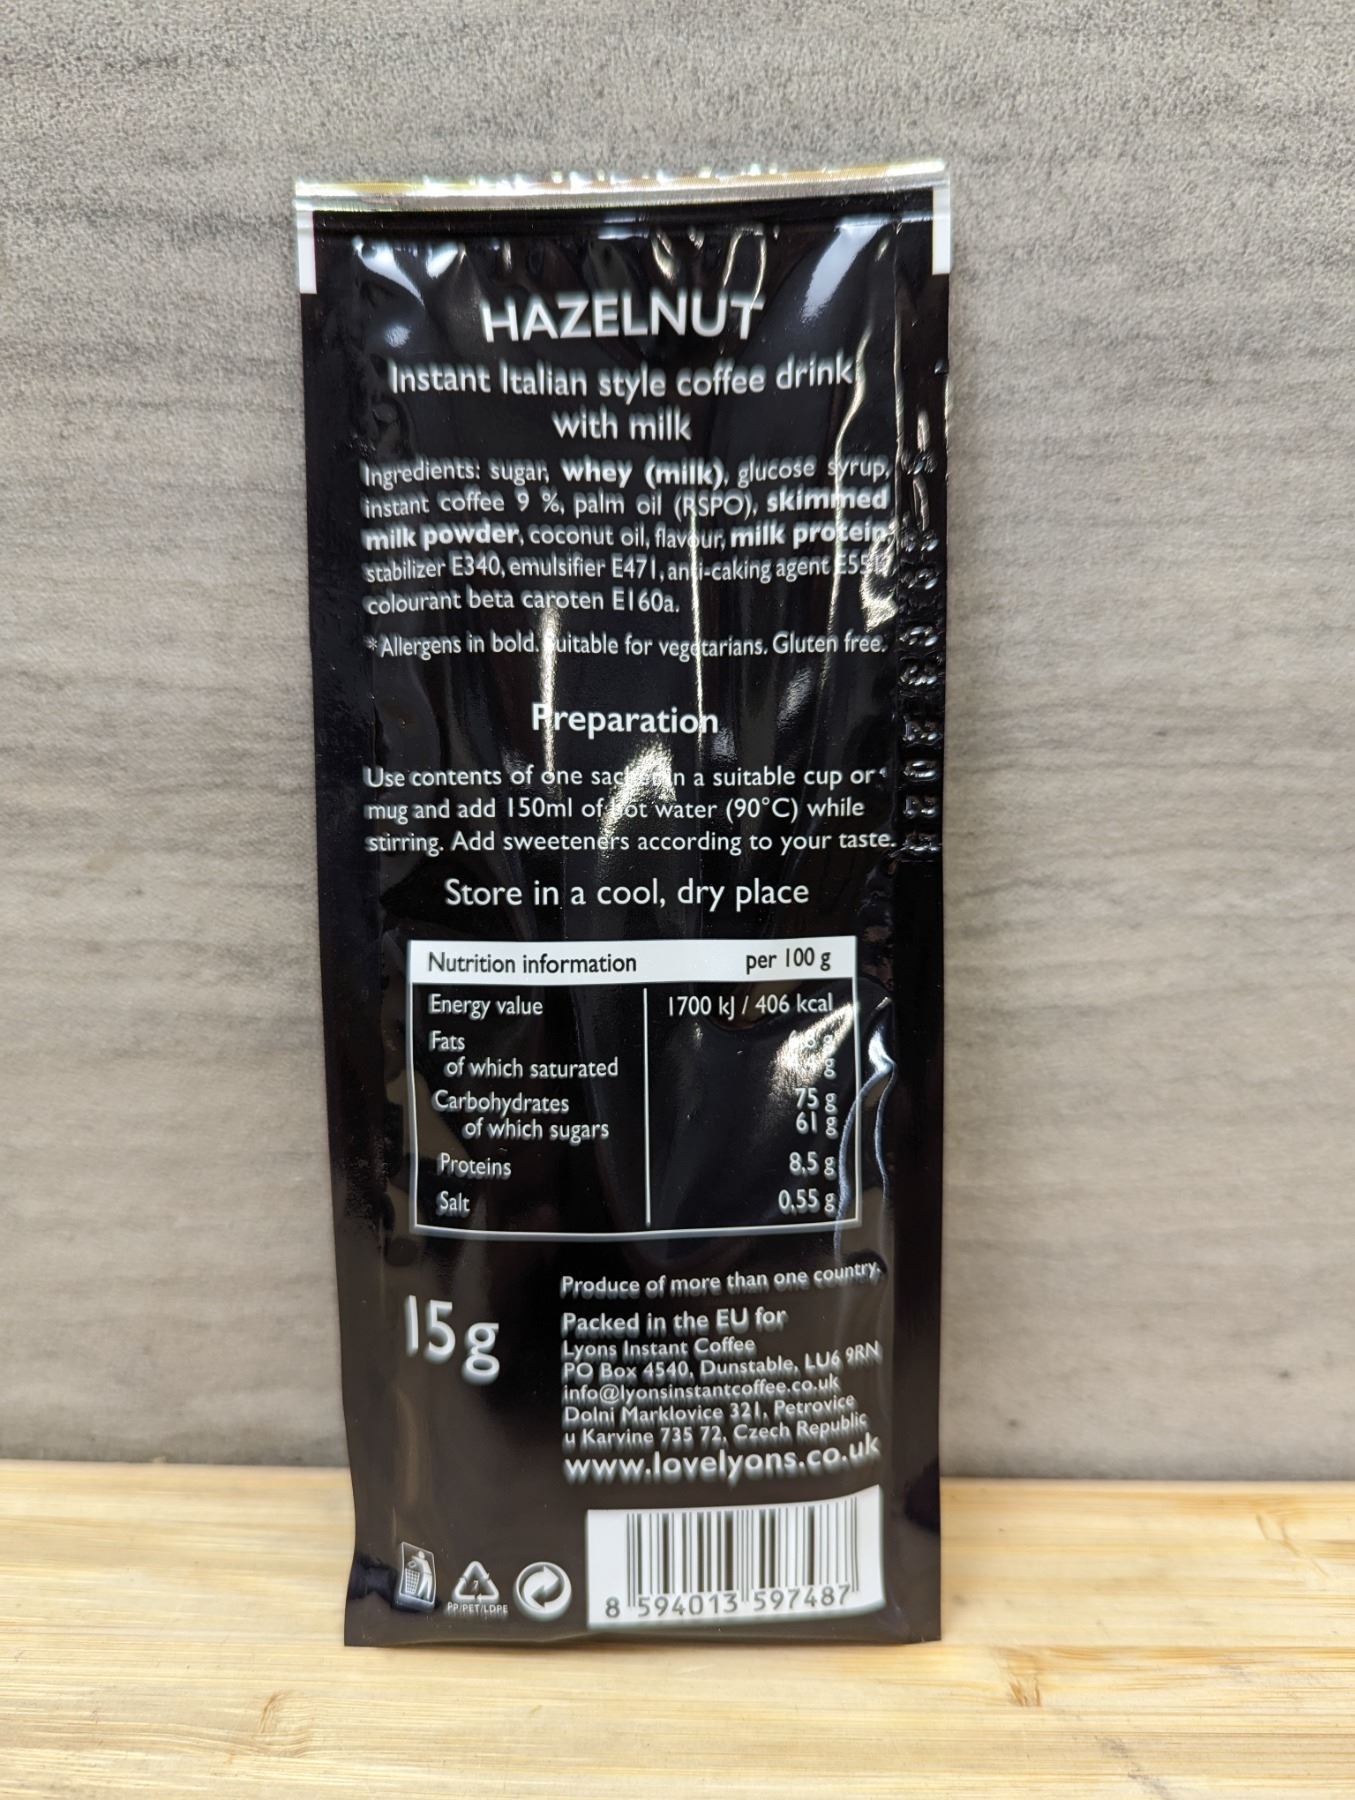 HAZELNUT
Instant Italian style coffee drink
with milk
Ingredients: sugar, whey (milk), glucose syrup,
instant coffee 9 %, palm oil (RSPO), skimmed
milk powder, coconut oil, flavour, milk protein,
stabilizer E340, emulsifier E471, anti-caking agent
colourant beta caroten E160a.
*Allergens in bold. Suitable for vegetarians. Gluten free.
Preparation
Use contents of one sachet in a suitable cup or
mug and add 150ml of hot water (90°C) while
stirring. Add sweeteners according to your taste.
Store in a cool, dry place
Nutrition information per 100 g
Energy value 1700 kJ / 406 kcal
Fats
of which saturated
Carbohydrates 75 g
of which sugars 61 g
Proteins 8,5 g
Salt 0,55 g
15g
Produce of more than one country.
Packed in the EU for
Lyons Instant Coffee
PO Box 4540, Dunstable, LU6 9RN
info@lyonsinstantcoffee.co.uk
Dolni Marklovice 321, Petrovice
u Karvine 735 72, Czech Republic
www.lovelyons.co.uk
7
PP/PET/LDPE
8 594013 597487